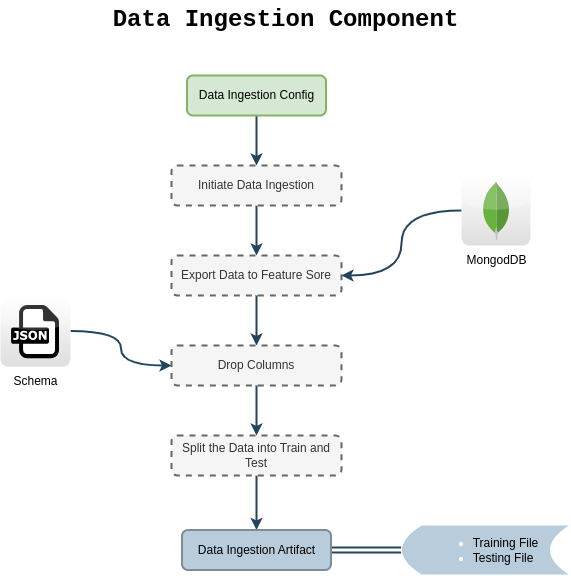 Data Ingestion Component
Data Ingestion Config
Initiate Data Ingestion
Export Data to Feature Sore
MongodDB
JSON
Schema
Drop Columns
Split the Data into Train and
Test
Data Ingestion Artifact
Training File
Testing File